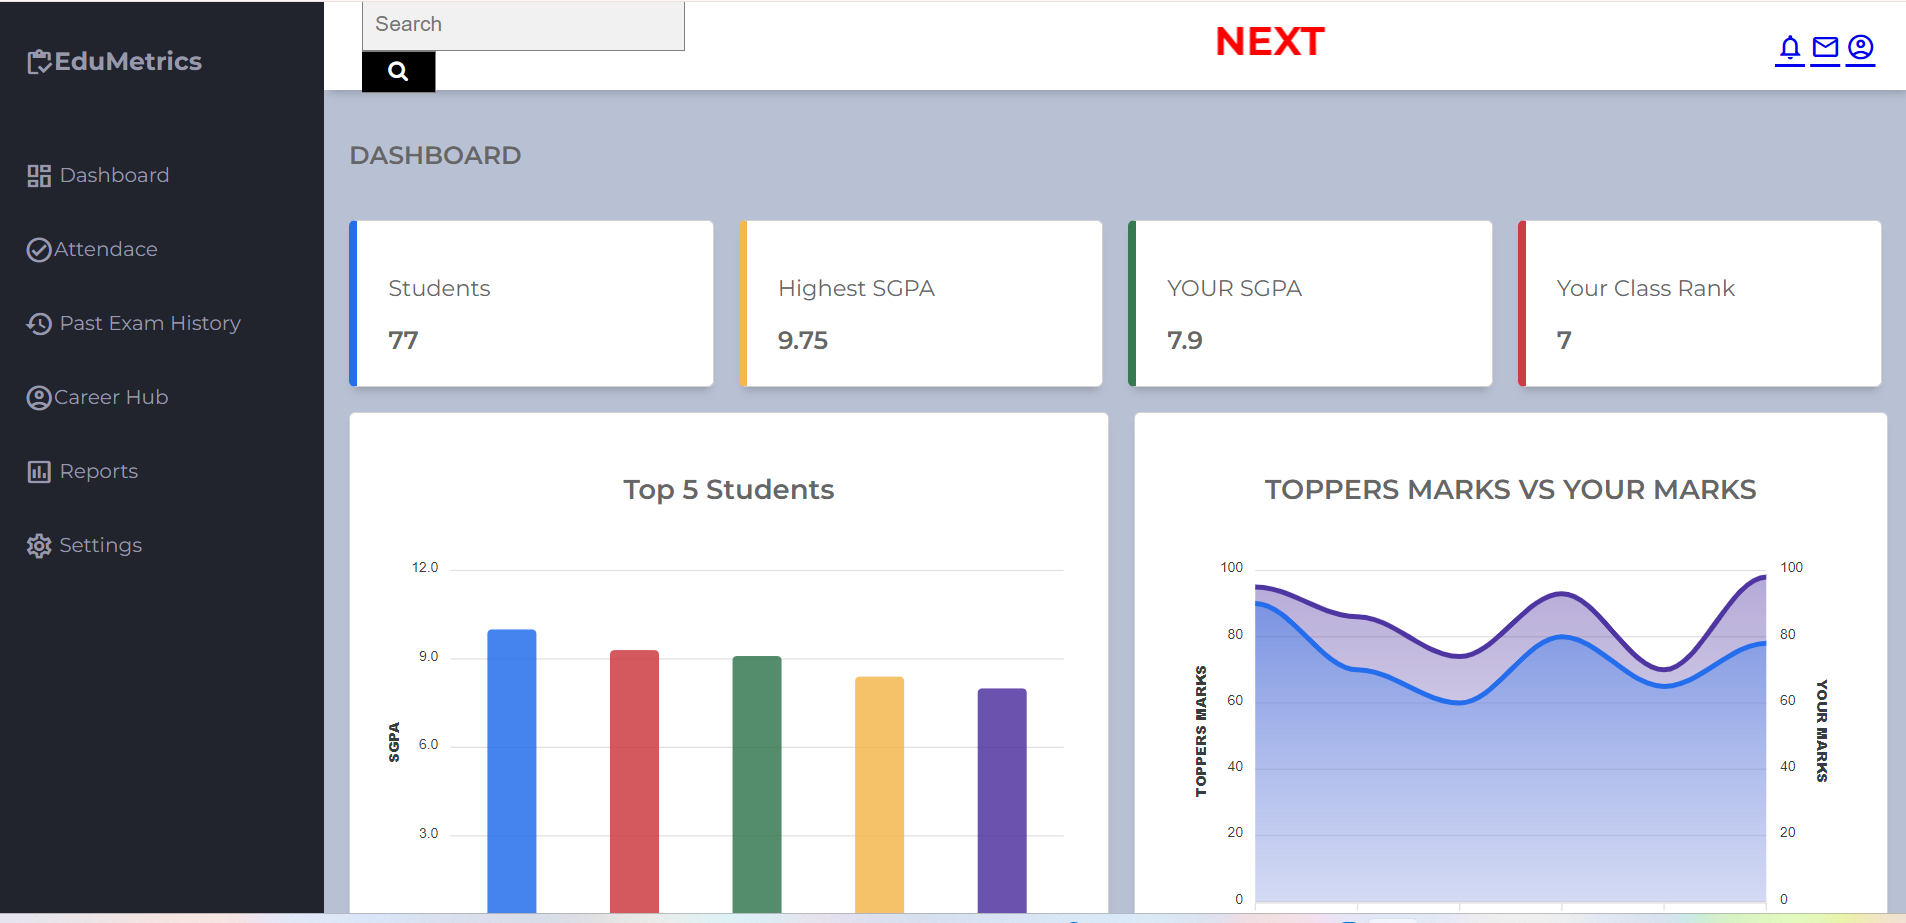 EduMetrics
Dashboard
Attendace
Past Exam History
Career Hub
Reports
Settings
Search
NEXT
DASHBOARD
Students
77
Highest SGPA
9.75
YOUR SGPA
7.9
Your Class Rank
7
Top 5 Students
12.0
9.0
6.0
3.0
SGPA
TOPPERS MARKS VS YOUR MARKS
100
80
60
40
20
0
TOPPERS MARKS
100
80
60
40
20
0
YOUR MARKS